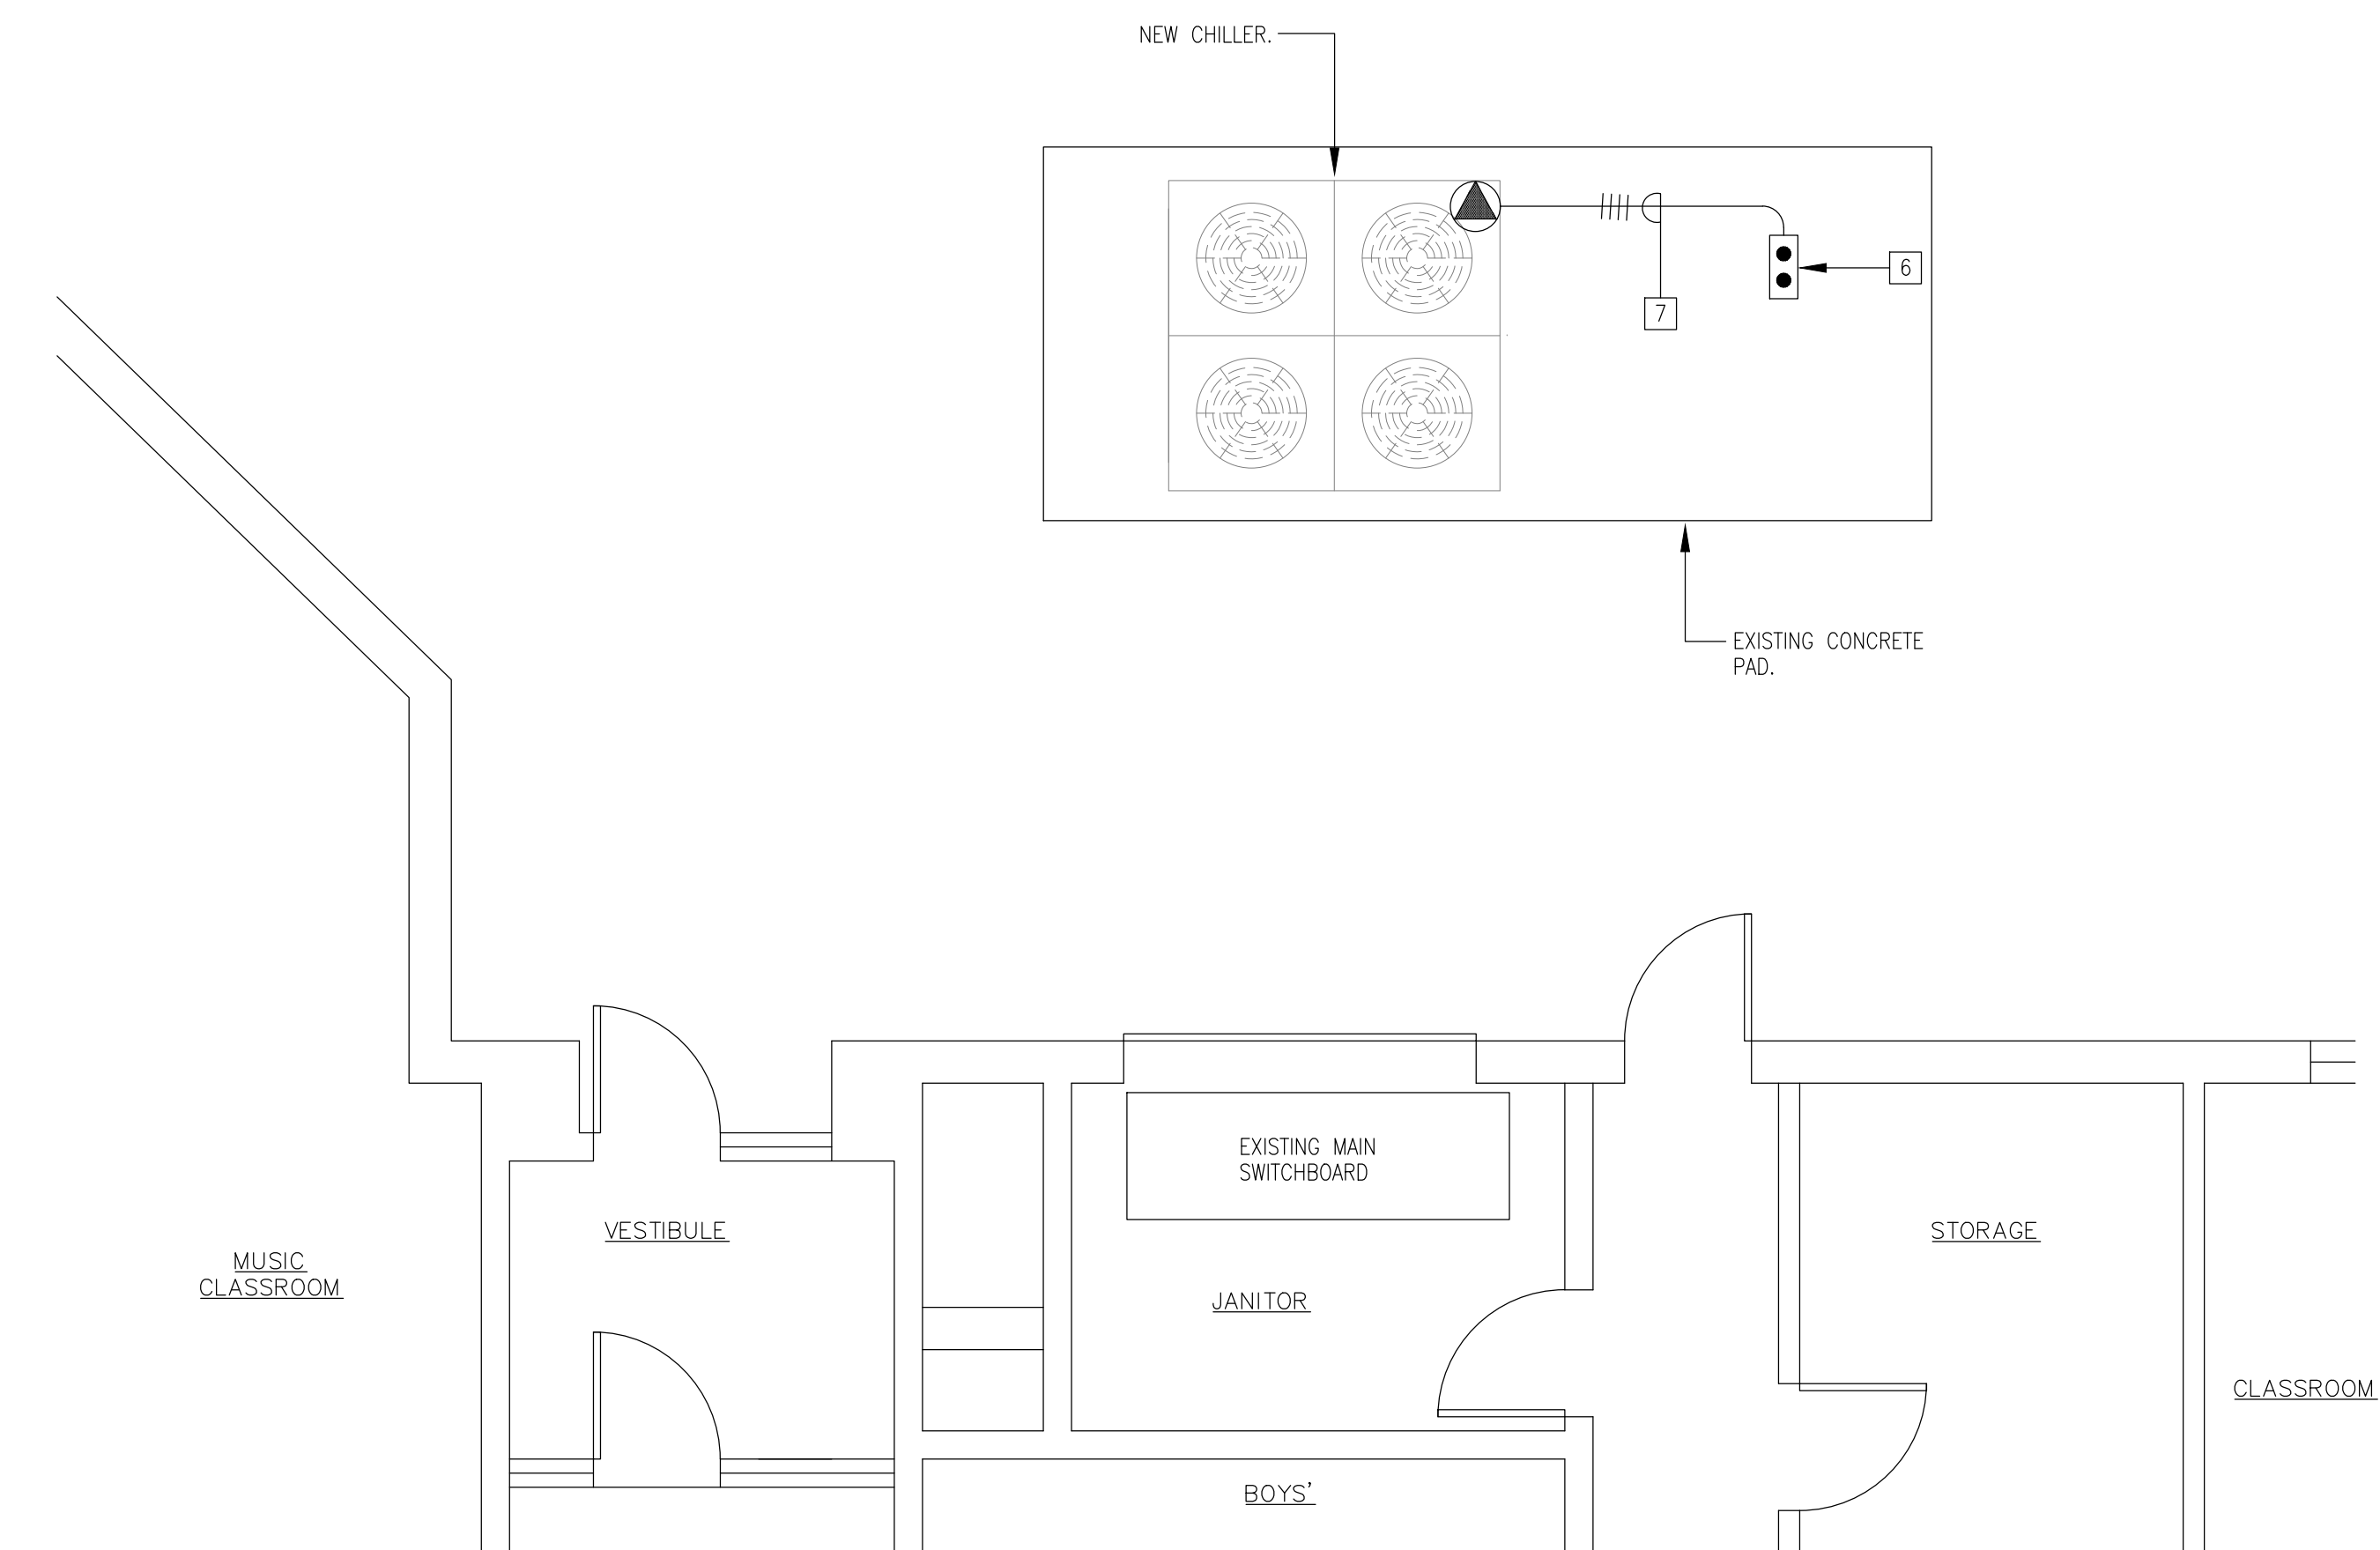 NEW CHILLER.
6
7
EXISTING CONCRETE
PAD.
EXISTING MAIN
SWITCHBOARD
VESTIBULE
STORAGE
MUSIC
CLASSROOM
JANITOR
CLASSROOM
BOYS'